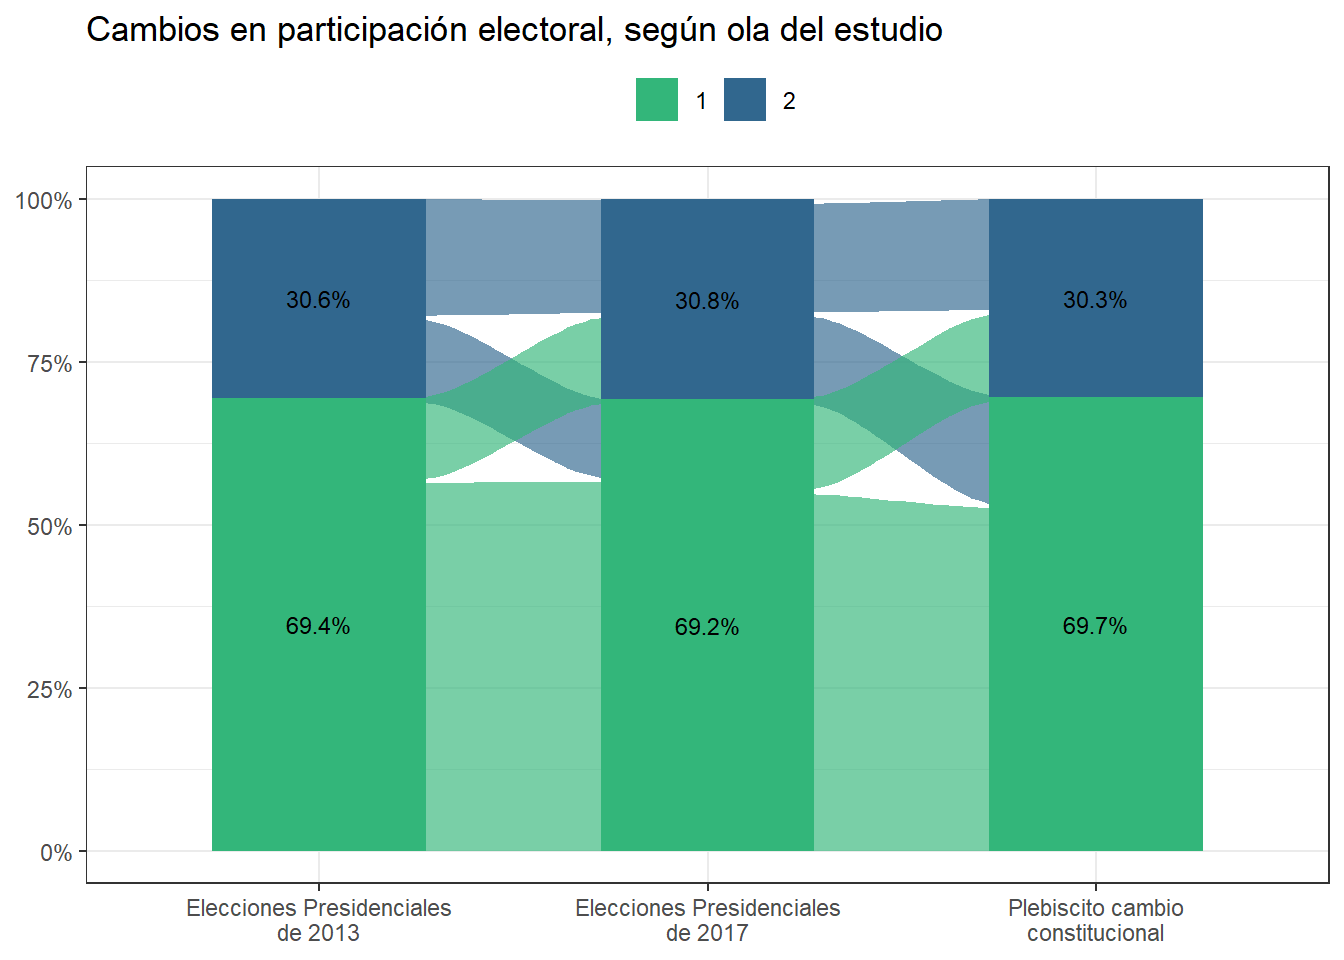 Cambios en participación electoral, según ola del estudio
1 2
100%
75%
50%
25%
0%
30.6% 30.8% 30.3%
69.4% 69.2% 69.7%
Elecciones Presidenciales
de 2013
Elecciones Presidenciales
de 2017
Plebiscito cambio
constitucional